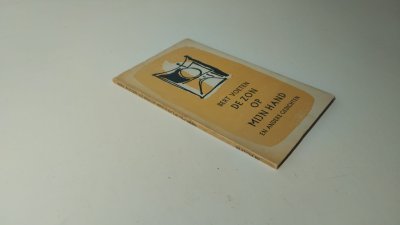 BERT VOETEN
DE ZON
OP
MIJN HAND
EN ANDERE GEDICHTEN